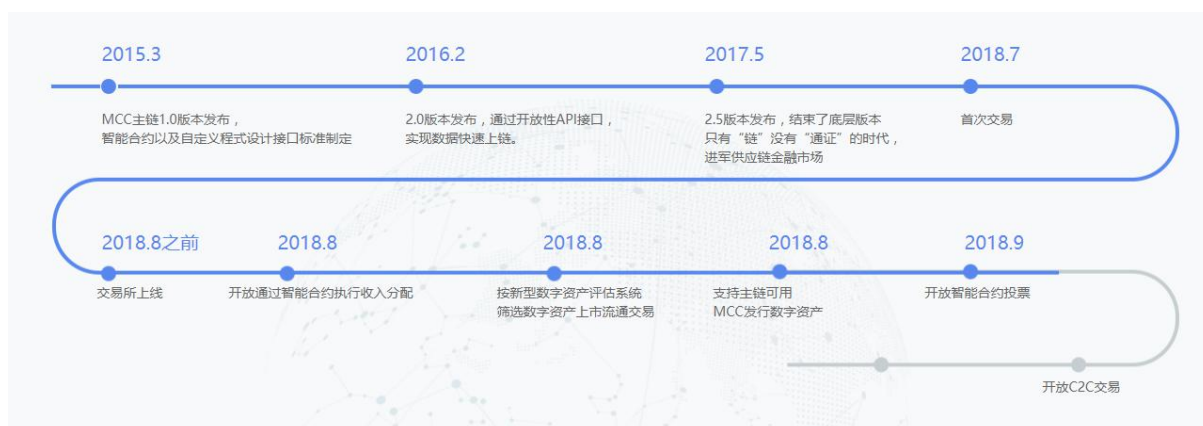 2015.3
2016.2
2017.5
2018.7
MCC主链1.0版本发布，
智能合约以及自定义程式设计接口标准制定
2.0版本发布，通过开放性API接口，
实现数据快速上链。
2.5版本发布，结束了底层版本
只有“链”没有“通证”的时代，
进军供应链金融市场
首次交易
2018.8之前
2018.8
2018.8
2018.8
2018.9
交易所上线
开放通过智能合约执行收入分配
按新型数字资产评估系统
筛选数字资产上市流通交易
支持主链可用
MCC发行数字资产
开放智能合约投票
开放C2C交易